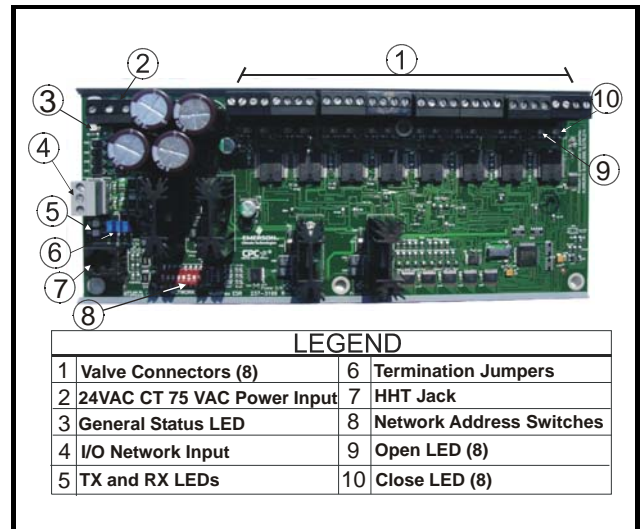 1
2
10
3
4
9
5
6
7
8
EMERSON
CPC
LEGEND
1 Valve Connectors (8) 6 Termination Jumpers
2 24VAC CT 75 VAC Power Input 7 HHT Jack
3 General Status LED 8 Network Address Switches
4 I/O Network Input 9 Open LED (8)
5 TX and RX LEDs 10 Close LED (8)